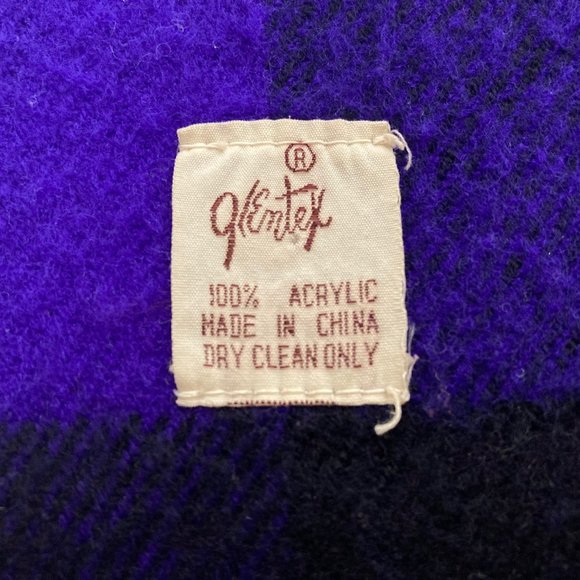 ®
glentex
100% ACRYLIC
MADE IN CHINA
DRY CLEAN ONLY